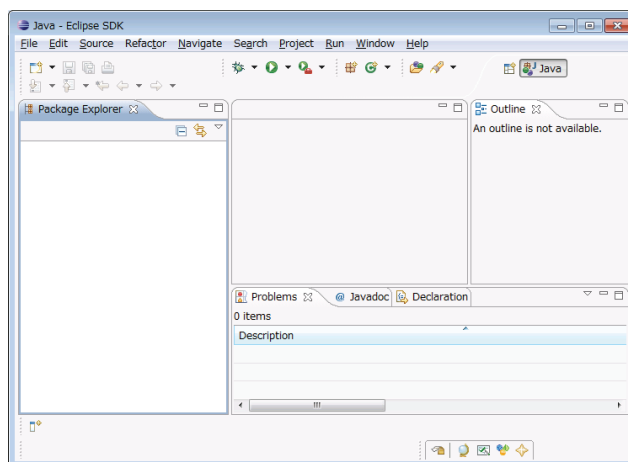 Java - Eclipse SDK
File Edit Source Refactor Navigate Search Project Run Window Help
Java
Package Explorer
Outline
An outline is not available.
Problems @ Javadoc Declaration
0 items
Description